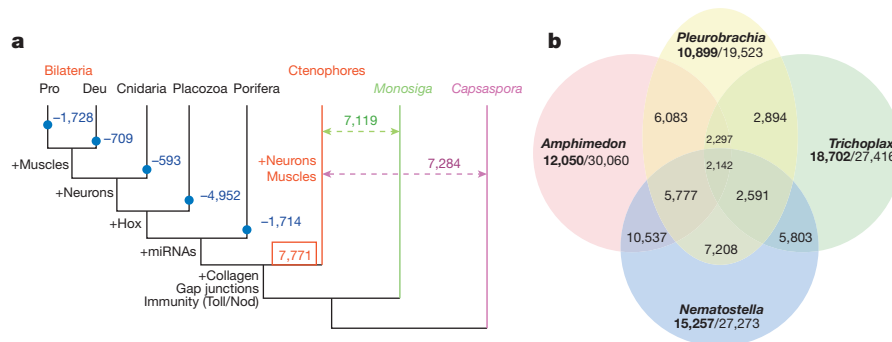 a
Bilateria
Ctenophores
Pro Deu Cnidaria Placozoa Porifera Monosiga Capsaspora
–1,728
–709
7,119
–593
+Muscles
+Neurons
Muscles
7,284
+Neurons
–4,952
+Hox
–1,714
+miRNAs
7,771
+Collagen
Gap junctions
Immunity (Toll/Nod)
b
Pleurobrachia
10,899/19,523
6,083
2,894
Amphimedon
12,050/30,060
2,297
Trichoplax
18,702/27,416
2,142
5,777
2,591
10,537
5,803
7,208
Nematostella
15,257/27,273